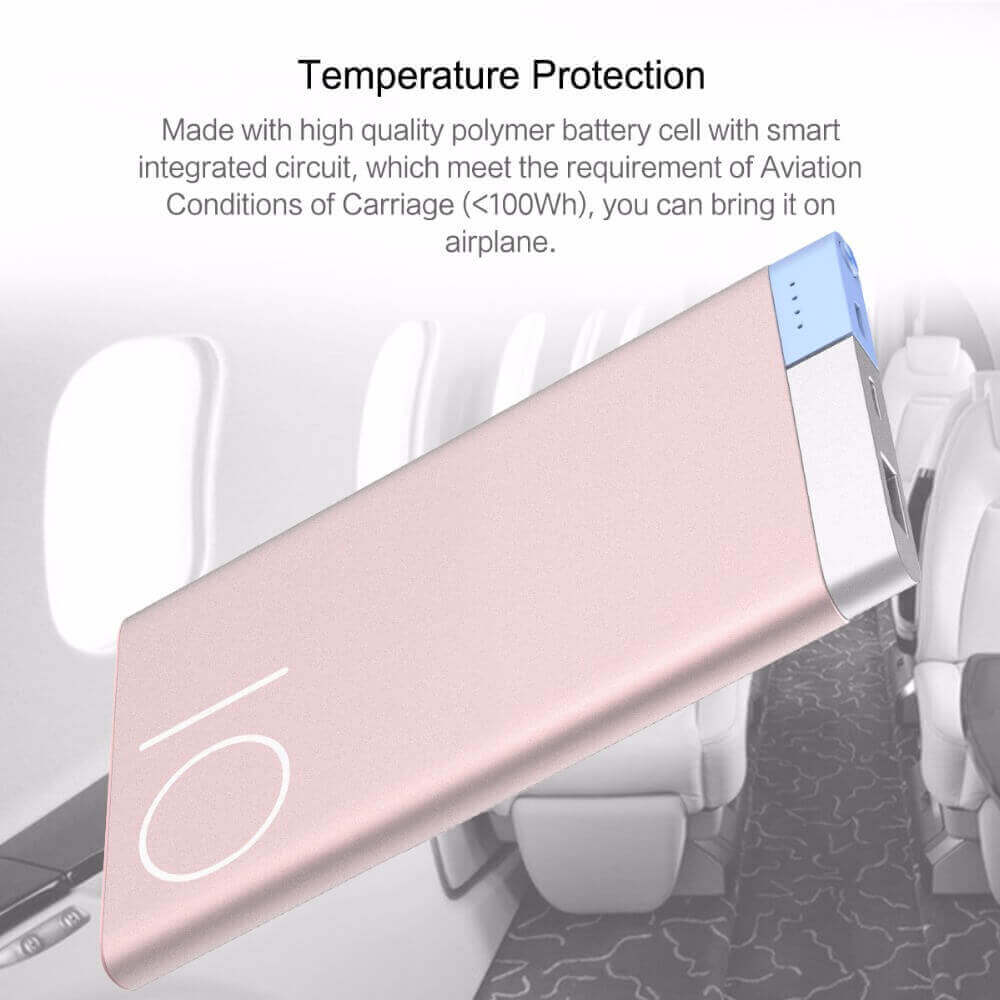 Temperature Protection
Made with high quality polymer battery cell with smart
integrated circuit, which meet the requirement of Aviation
Conditions of Carriage (<100Wh), you can bring it on
airplane.
10